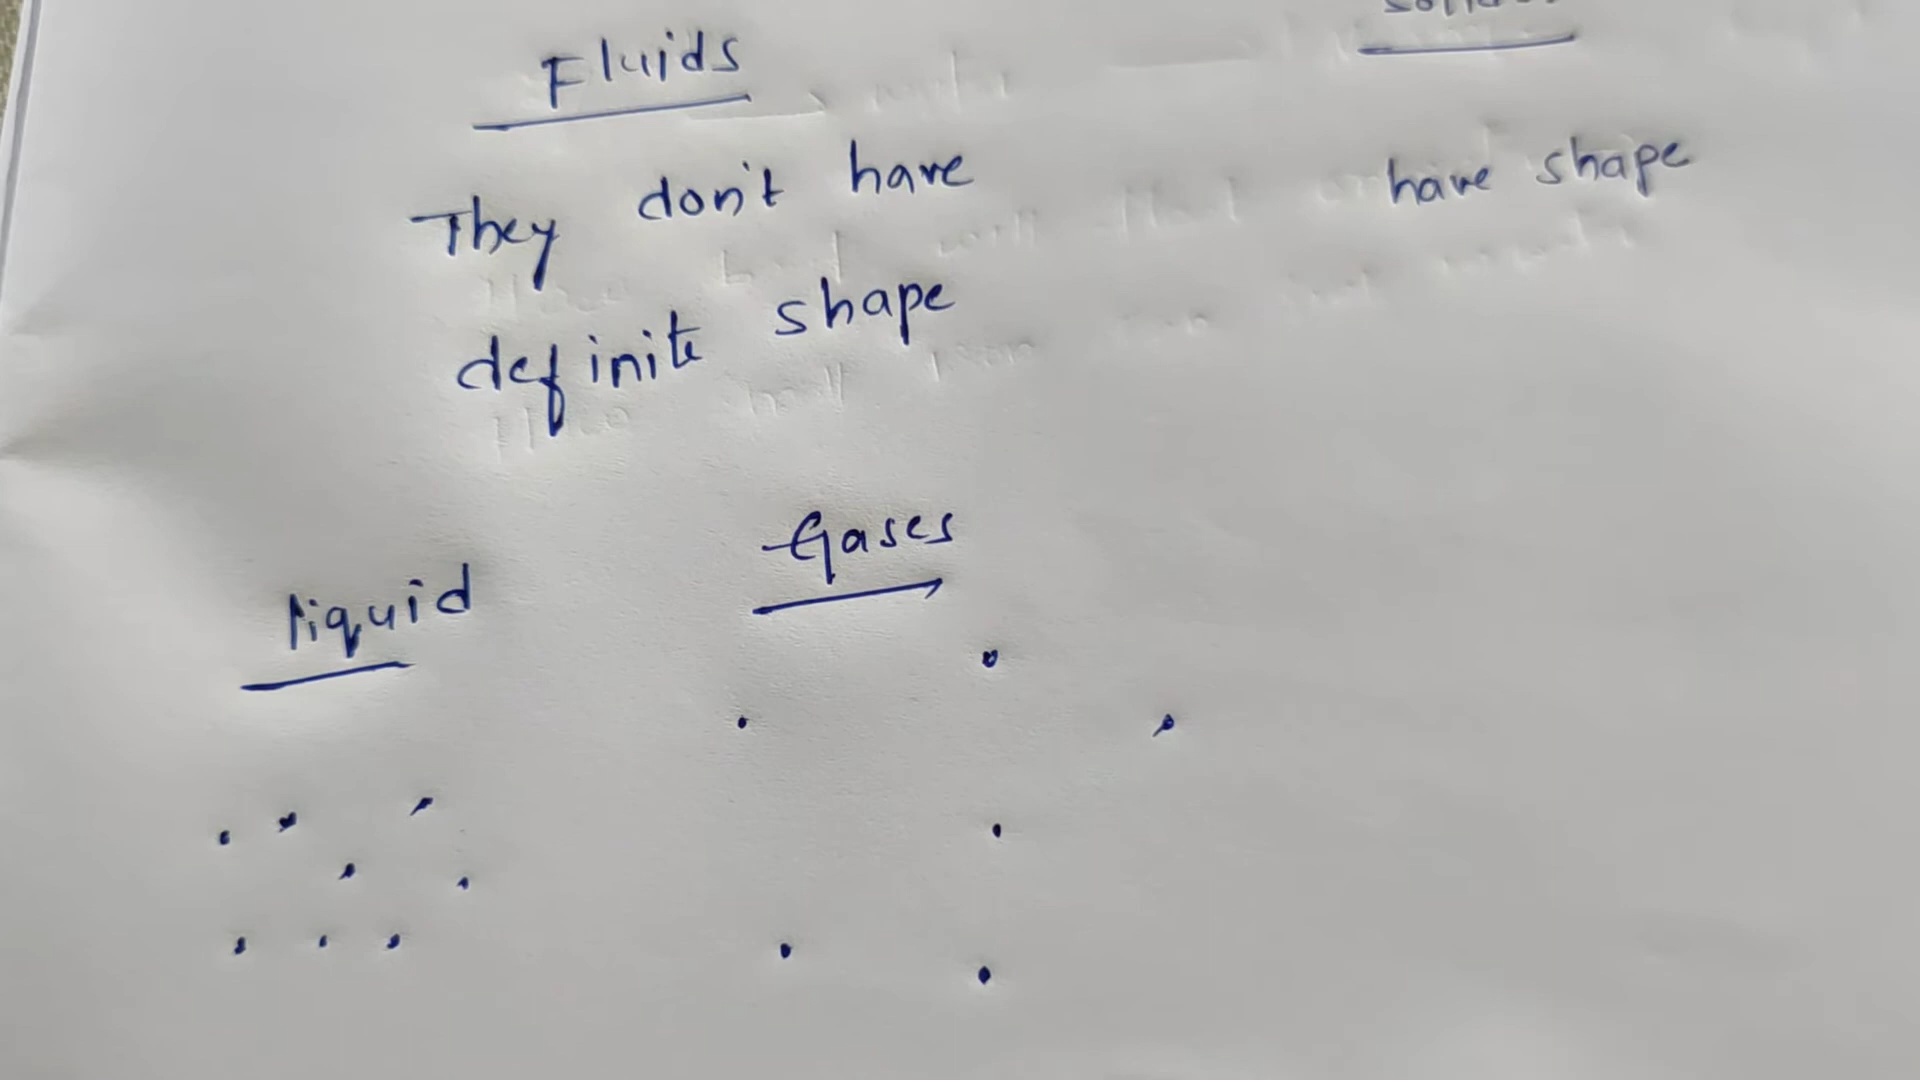 Fluids
They don't have
definite shape
have shape
liquid
Gases